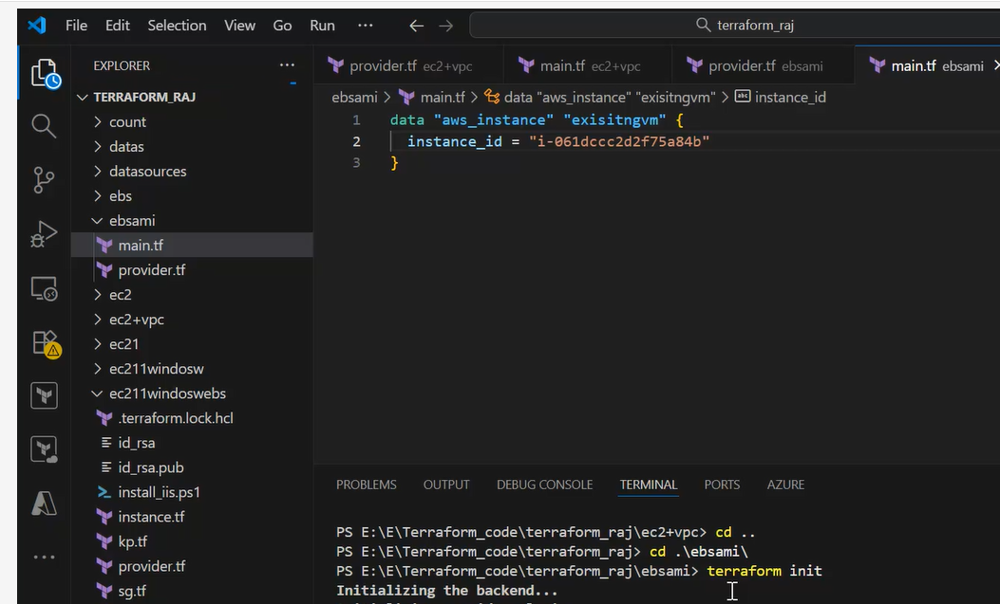 File Edit Selection View Go Run ... terraform_raj
EXPLORER ...
provider.tf ec2+vpc main.tf ec2+vpc provider.tf ebsami main.tf ebsami
TERRAFORM_RAJ
count
datas
datasources
ebs
ebsami
main.tf
provider.tf
ec2
ec2+vpc
ec21
ec211windosw
ec211windoswebs
.terraform.lock.hcl
id_rsa
id_rsa.pub
install_iis.ps1
instance.tf
kp.tf
provider.tf
sg.tf
ebsami > main.tf > data "aws_instance" "exisitngvm" > instance_id
1 data "aws_instance" "exisitngvm" {
2 instance_id = "i-061dccc2d2f75a84b"
3 }
PROBLEMS OUTPUT DEBUG CONSOLE TERMINAL PORTS AZURE
PS E:\E\Terraform_code\terraform_raj\ec2+vpc> cd ..
PS E:\E\Terraform_code\terraform_raj> cd .\ebsami\
PS E:\E\Terraform_code\terraform_raj\ebsami> terraform init
Initializing the backend...